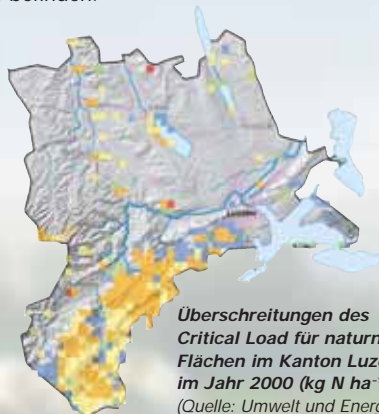 Überschreitungen des
Critical Load für naturn
Flächen im Kanton Luz
im Jahr 2000 (kg N ha⁻
(Quelle: Umwelt und Energ